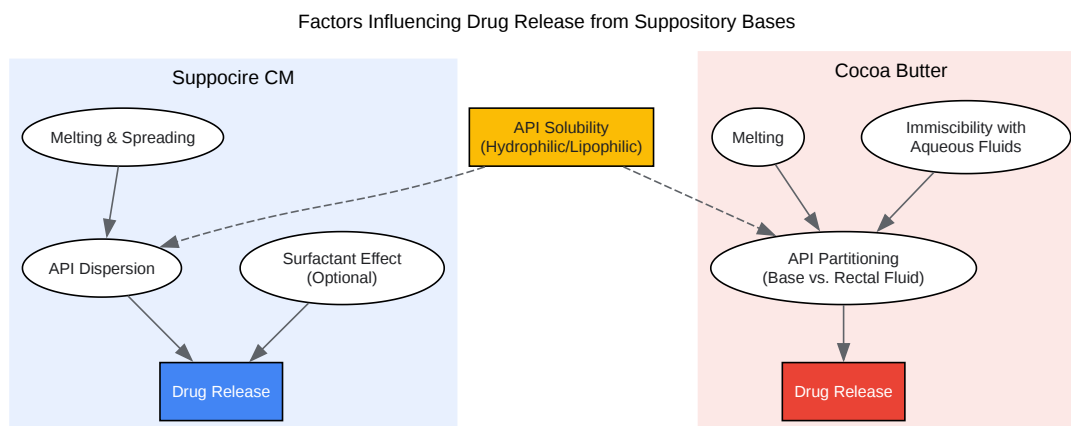 Factors Influencing Drug Release from Suppository Bases
Suppocire CM
Melting & Spreading
API Dispersion
Surfactant Effect
(Optional)
Drug Release
API Solubility
(Hydrophilic/Lipophilic)
Cocoa Butter
Melting
Immiscibility with
Aqueous Fluids
API Partitioning
(Base vs. Rectal Fluid)
Drug Release